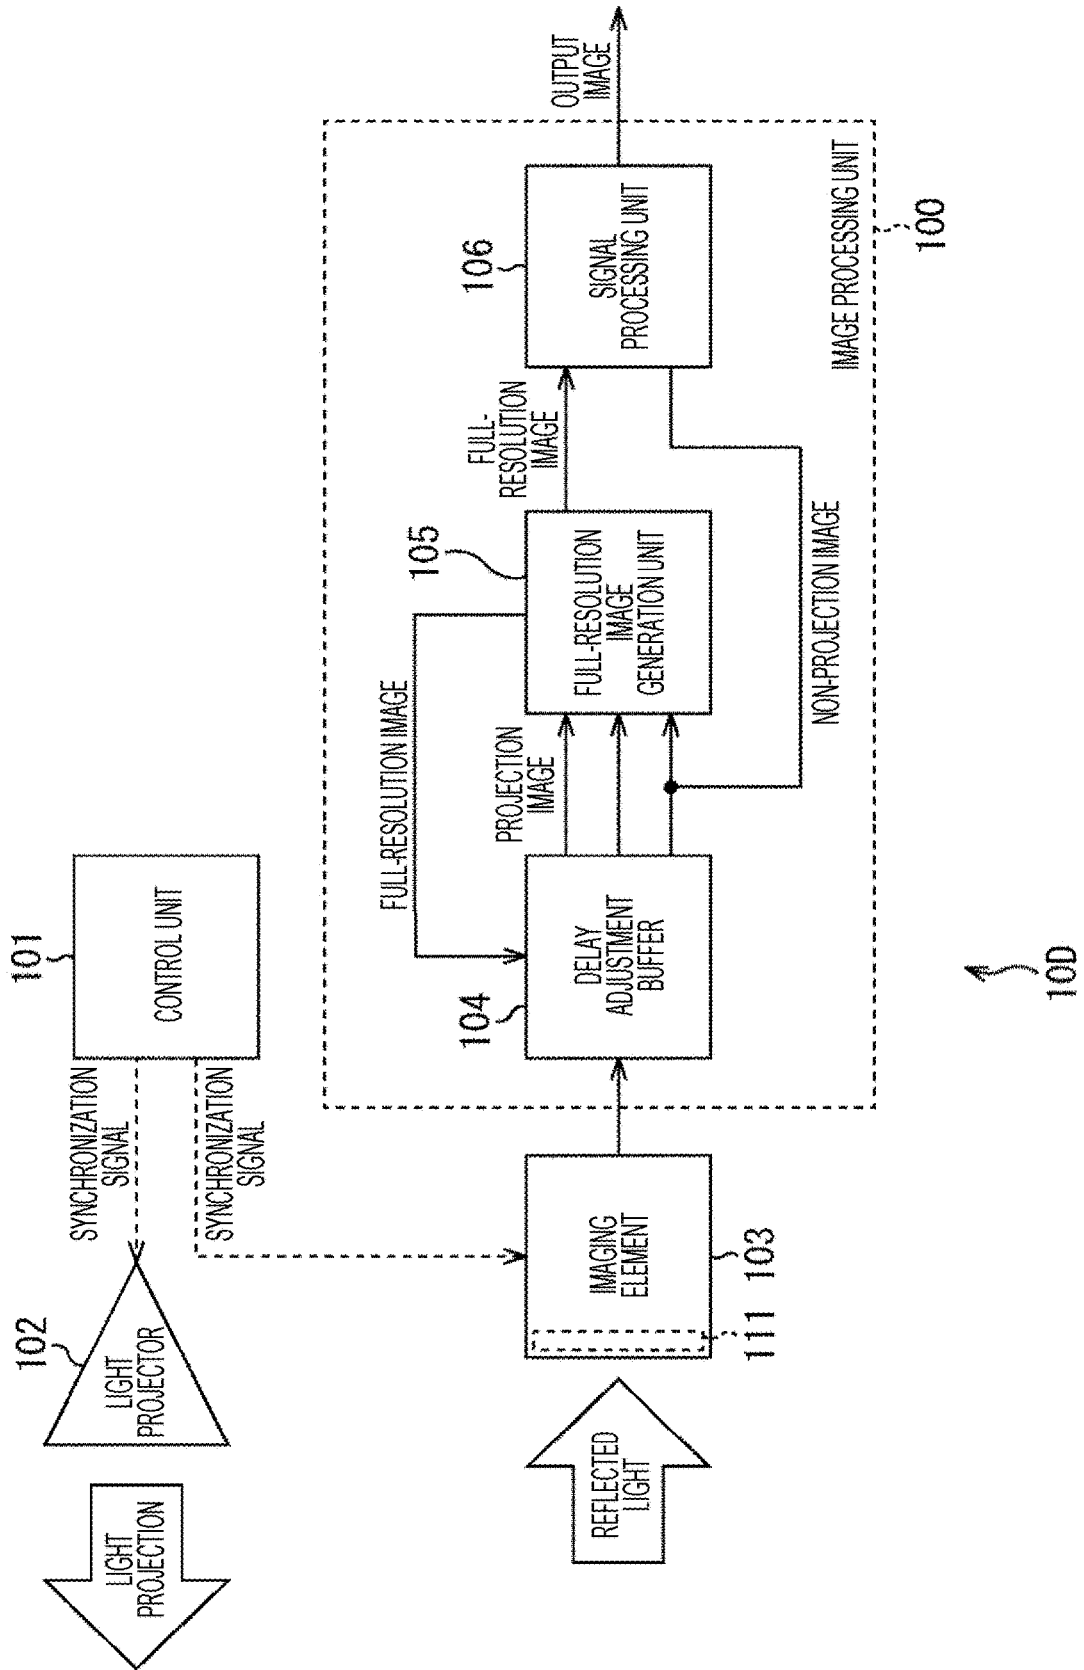 101
CONTROL UNIT
SYNCHRONIZATION
SIGNAL
SYNCHRONIZATION
SIGNAL
102
LIGHT
PROJECTOR
LIGHT
PROJECTION
REFLECTED
LIGHT
IMAGING
ELEMENT
103
111
104
DELAY
ADJUSTMENT
BUFFER
FULL-RESOLUTION IMAGE
PROJECTION
IMAGE
105
FULL-RESOLUTION
IMAGE
GENERATION UNIT
FULL-
RESOLUTION
IMAGE
NON-PROJECTION IMAGE
106
SIGNAL
PROCESSING UNIT
OUTPUT
IMAGE
IMAGE PROCESSING UNIT
100
10D